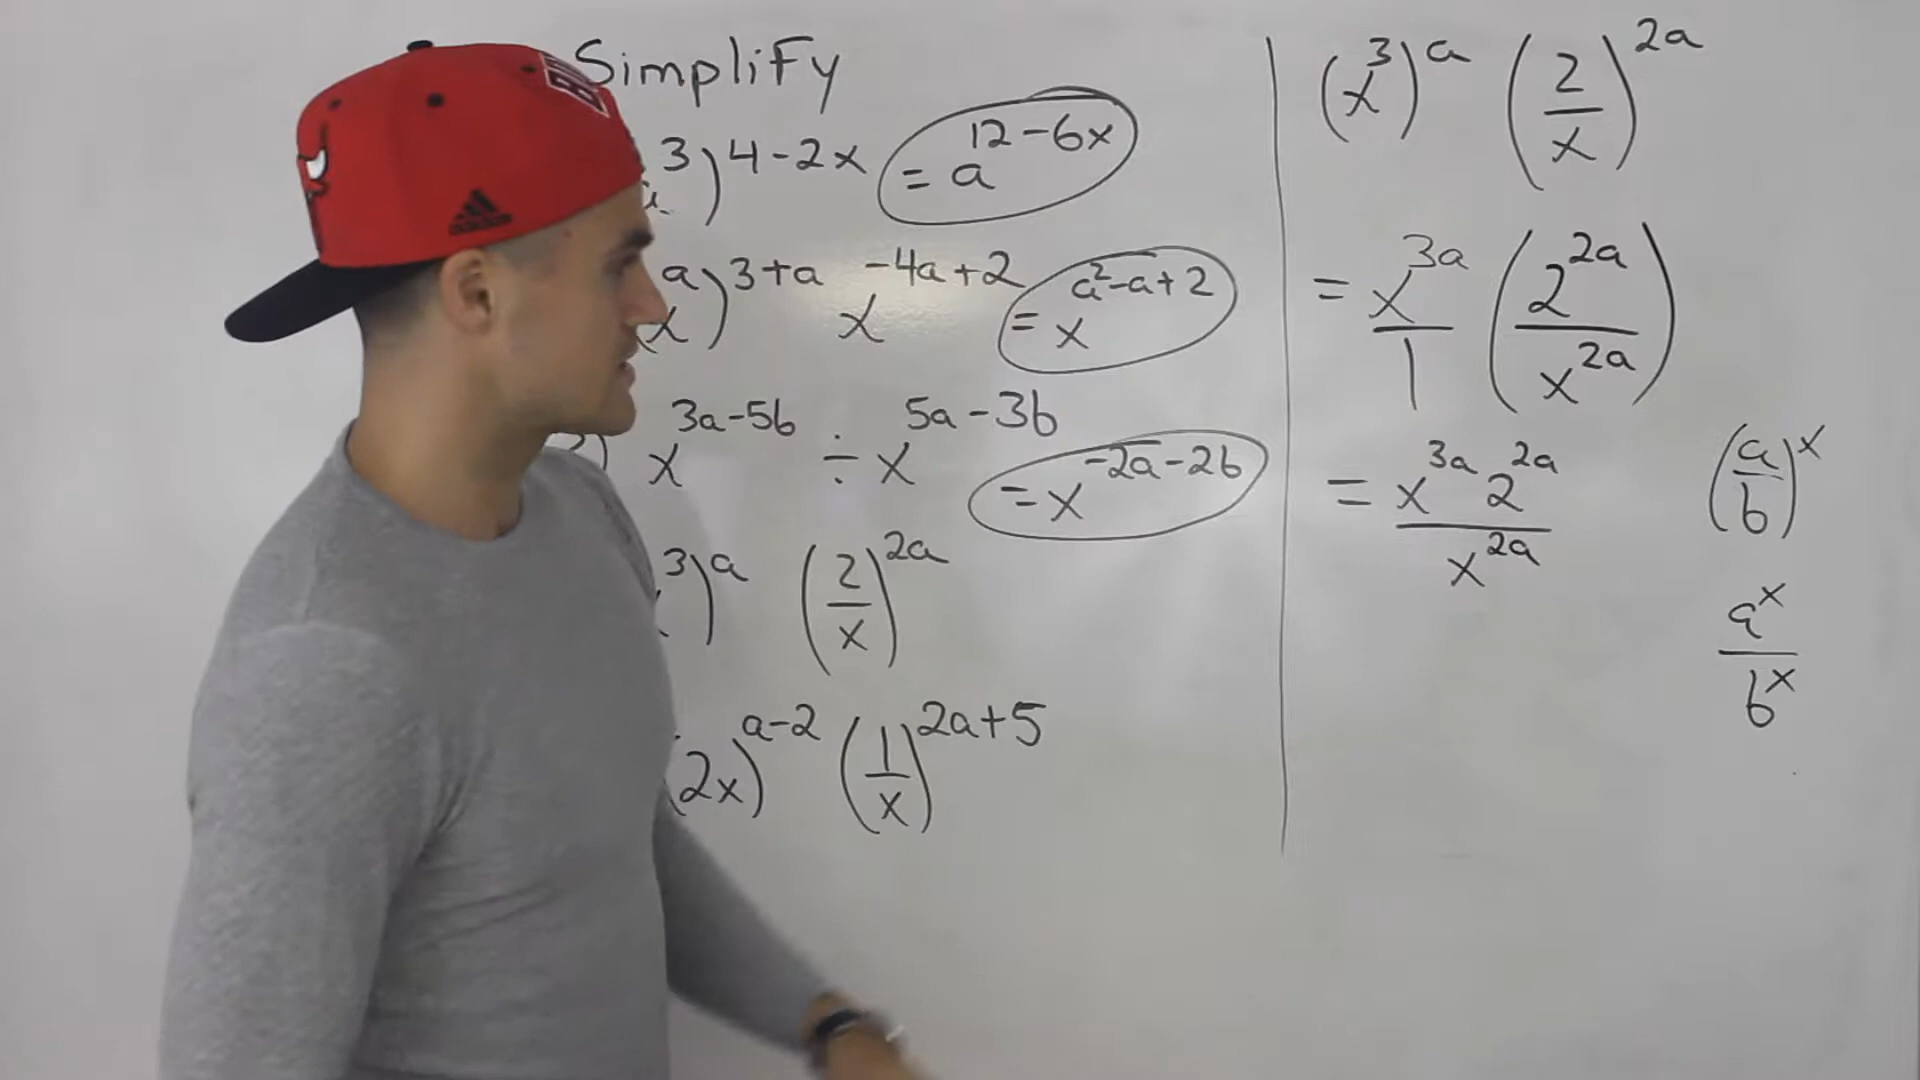 Simplify
3)^(4-2x) = a^(12-6x)
a)^(3+a) x^(-4a+2) = x^(a²-a+2)
x^(3a-5b) ÷ x^(5a-3b) = x^(-2a-2b)
3)^a (2/x)^(2a)
(2x)^(a-2) (1/x)^(2a+5)
(x³)^a (2/x)^(2a)
= x^(3a)/1 (2^(2a)/x^(2a))
= x^(3a) 2^(2a) / x^(2a)
(a/b)^x
a^x / b^x